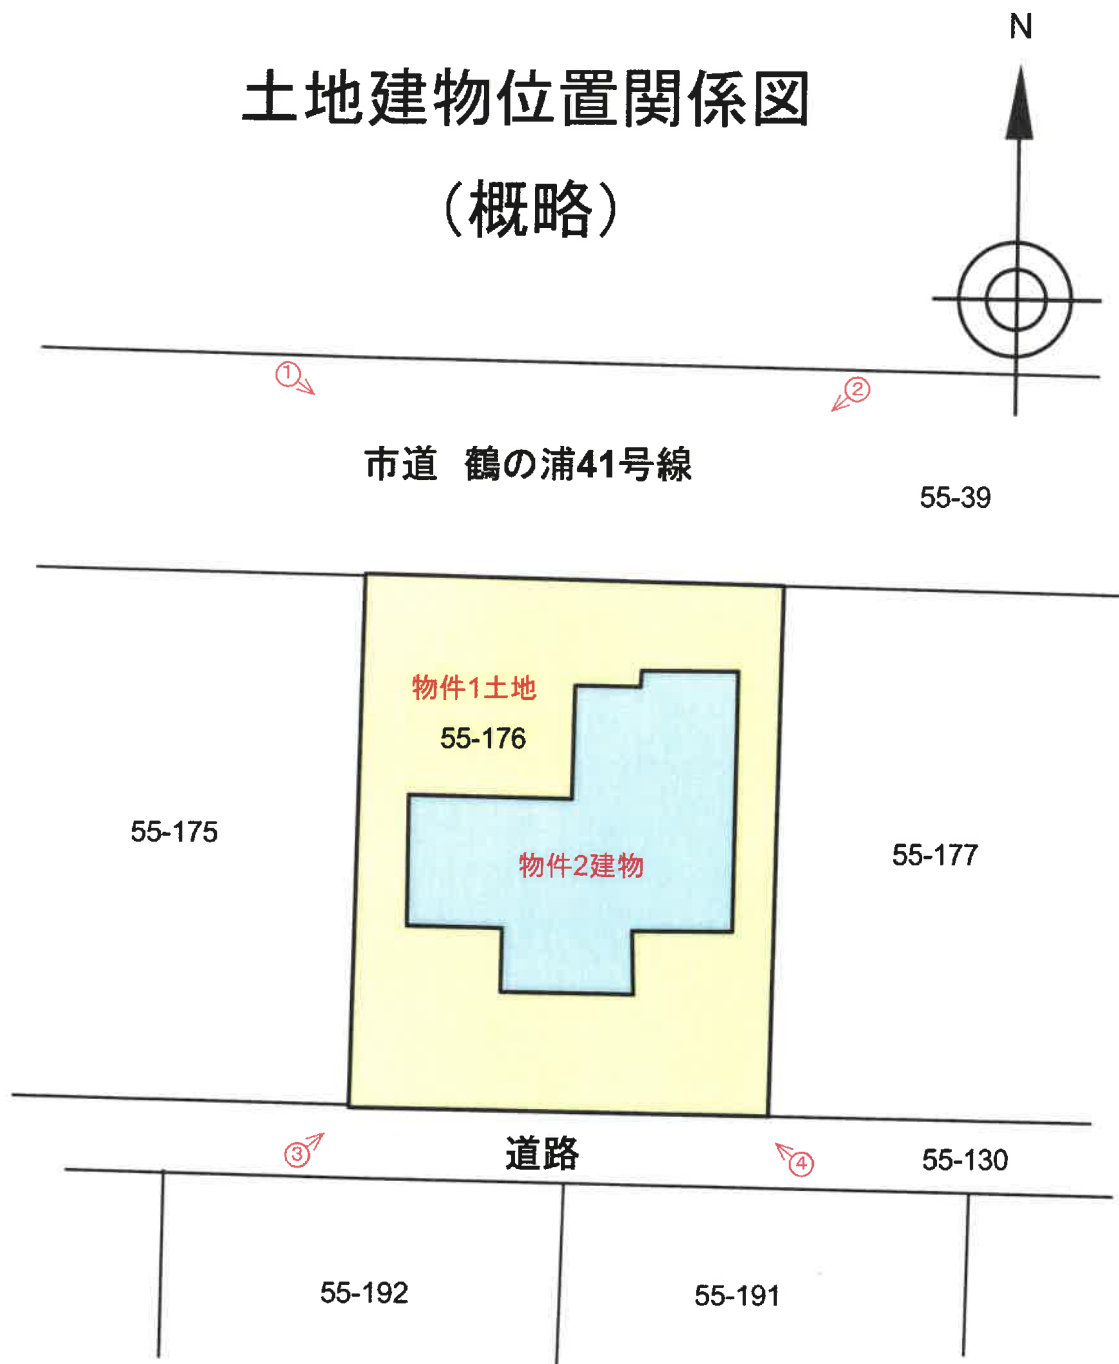 N
土地建物位置関係図
（概略）
①
②
市道 鶴の浦41号線
55-39
物件1土地
55-176
55-175
物件2建物
55-177
③
道路
④
55-130
55-192
55-191